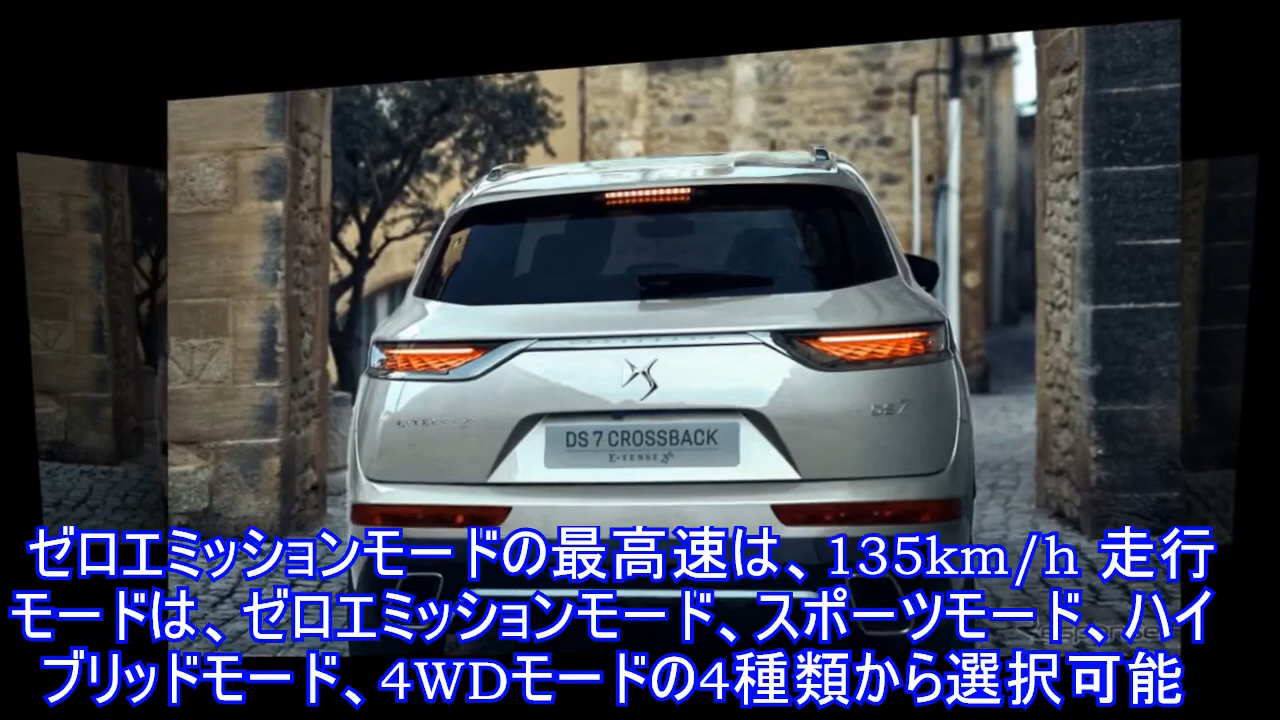 DS 7
DS 7 CROSSBACK
E-TENSE
ゼロエミッションモードの最高速は、135km/h 走行
モードは、ゼロエミッションモード、スポーツモード、ハイ
ブリッドモード、4WDモードの4種類から選択可能